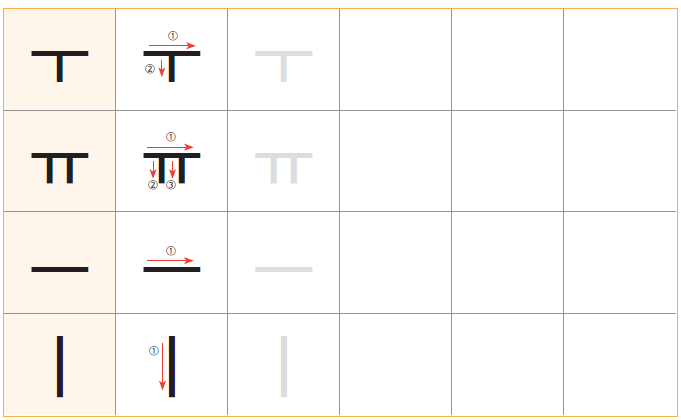 ㅜ ① ② ㅜ ㅜ
ㅠ ① ② ③ ㅠ ㅠ
ㅡ ① ㅡ ㅡ
ㅣ ① ㅣ ㅣ